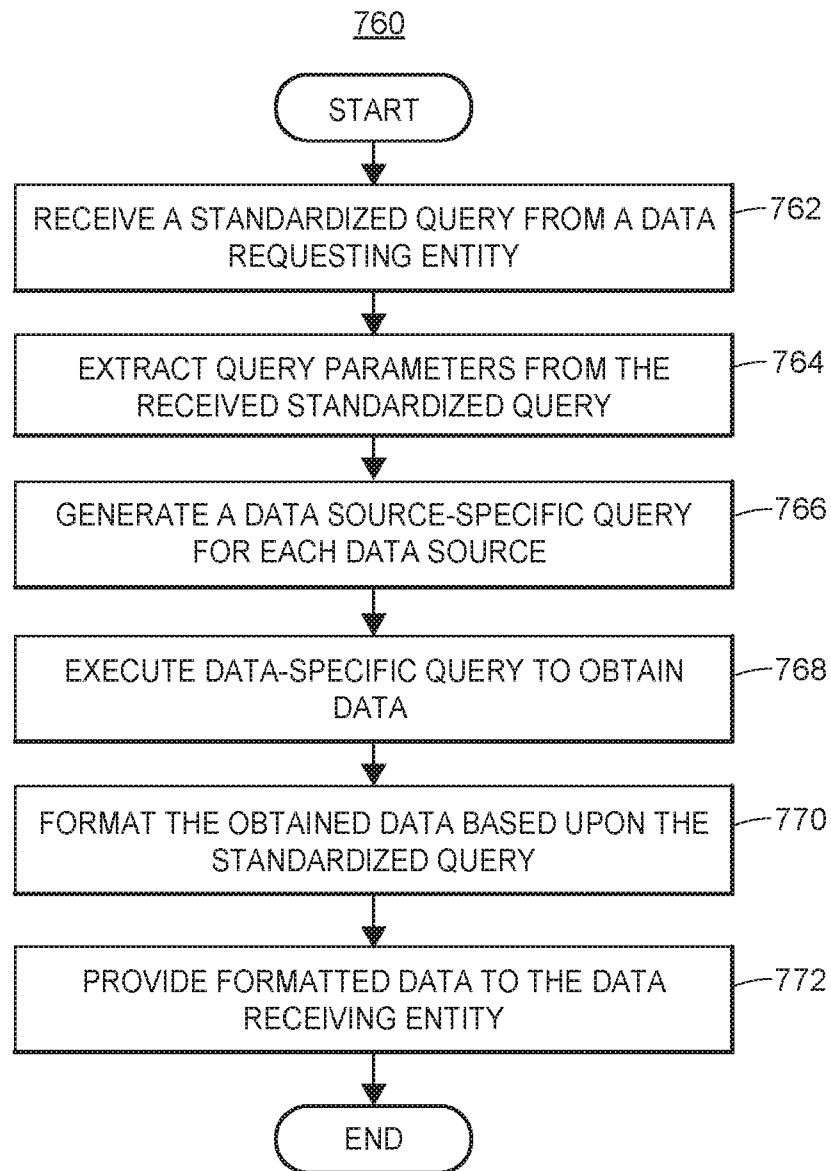 760
START
RECEIVE A STANDARDIZED QUERY FROM A DATA
REQUESTING ENTITY
762
EXTRACT QUERY PARAMETERS FROM THE
RECEIVED STANDARDIZED QUERY
764
GENERATE A DATA SOURCE-SPECIFIC QUERY
FOR EACH DATA SOURCE
766
EXECUTE DATA-SPECIFIC QUERY TO OBTAIN
DATA
768
FORMAT THE OBTAINED DATA BASED UPON THE
STANDARDIZED QUERY
770
PROVIDE FORMATTED DATA TO THE DATA
RECEIVING ENTITY
772
END